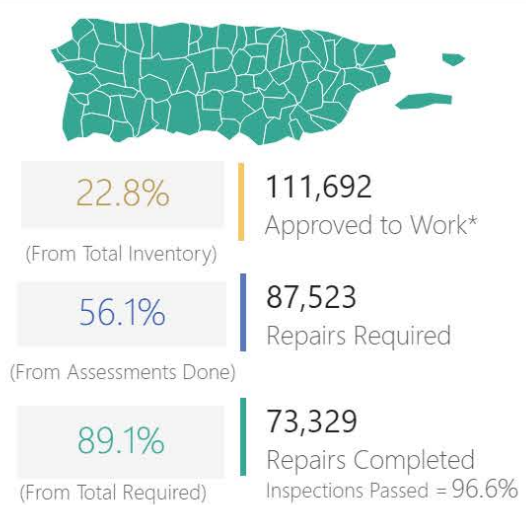 22.8%
111,692
Approved to Work*
(From Total Inventory)
56.1%
87,523
Repairs Required
(From Assessments Done)
89.1%
73,329
Repairs Completed
(From Total Required)
Inspections Passed = 96.6%